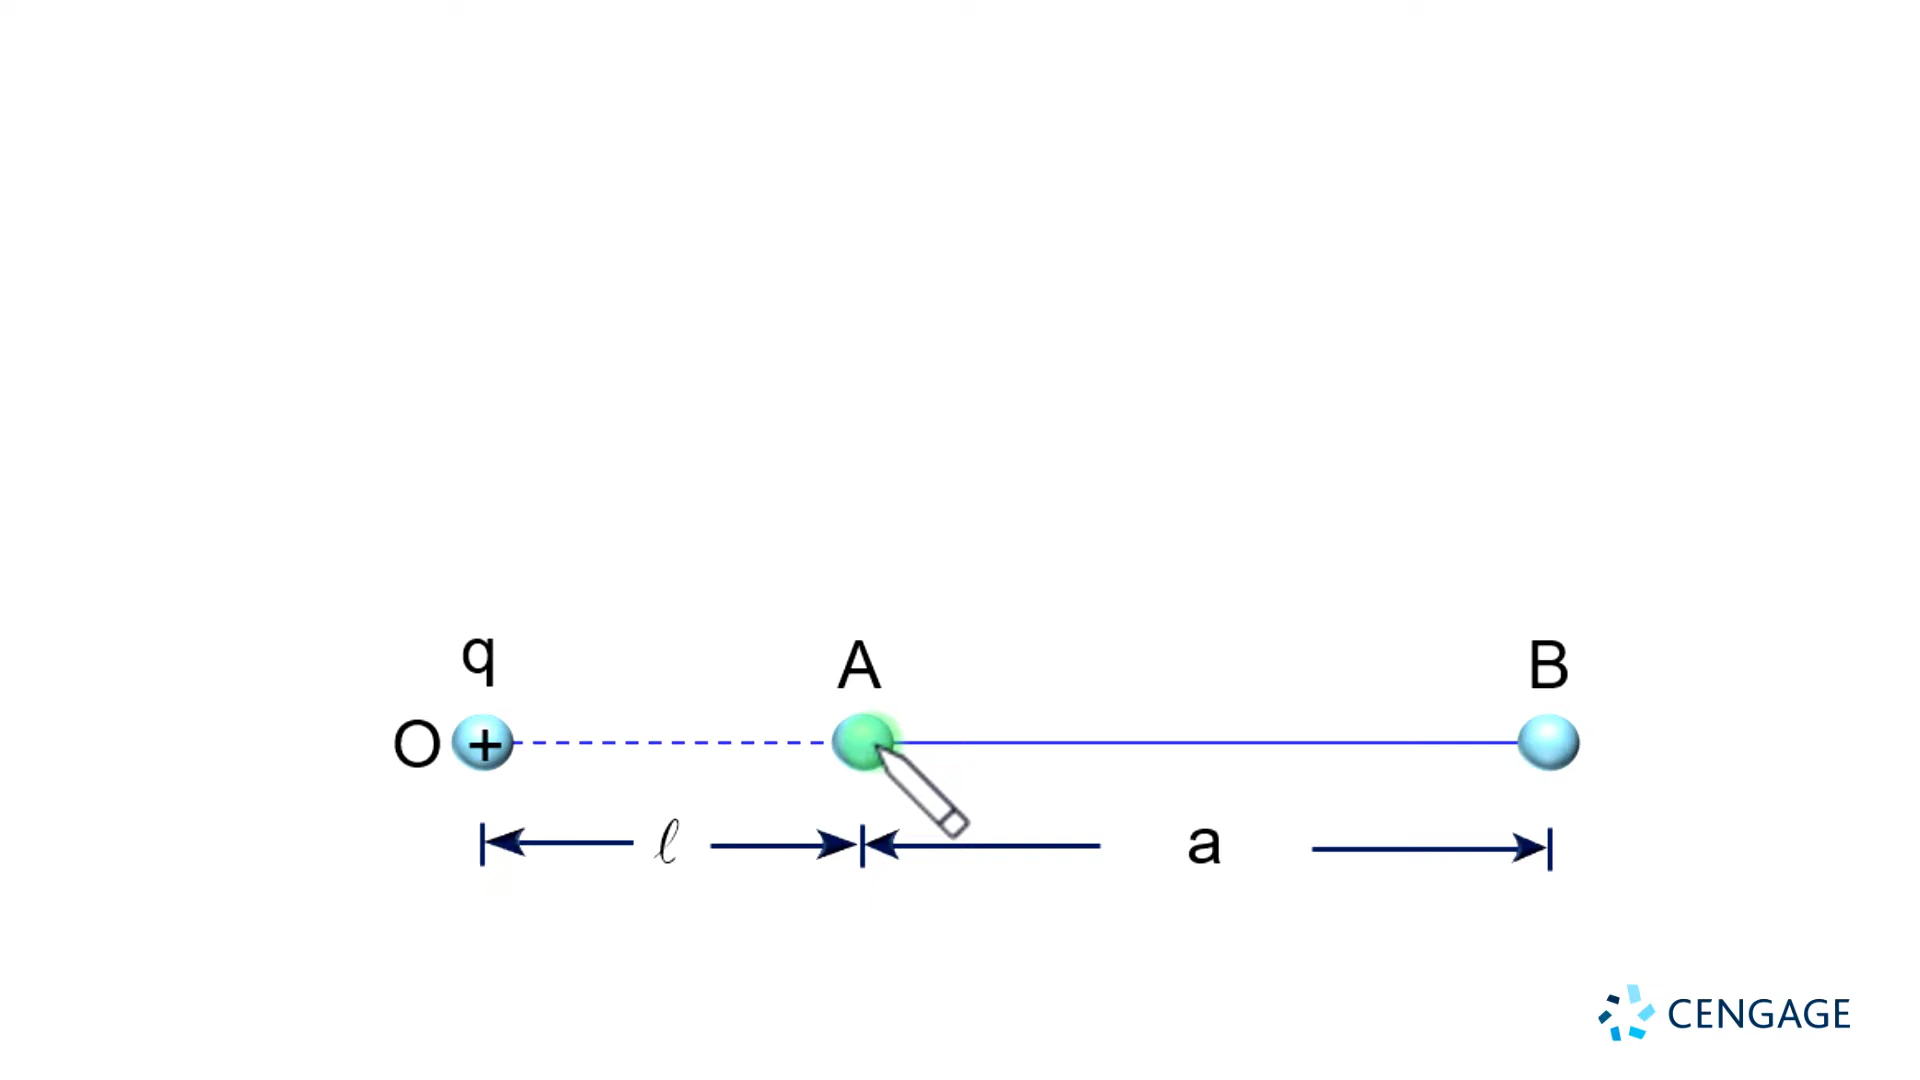 q A B
O +
ℓ a
CENGAGE